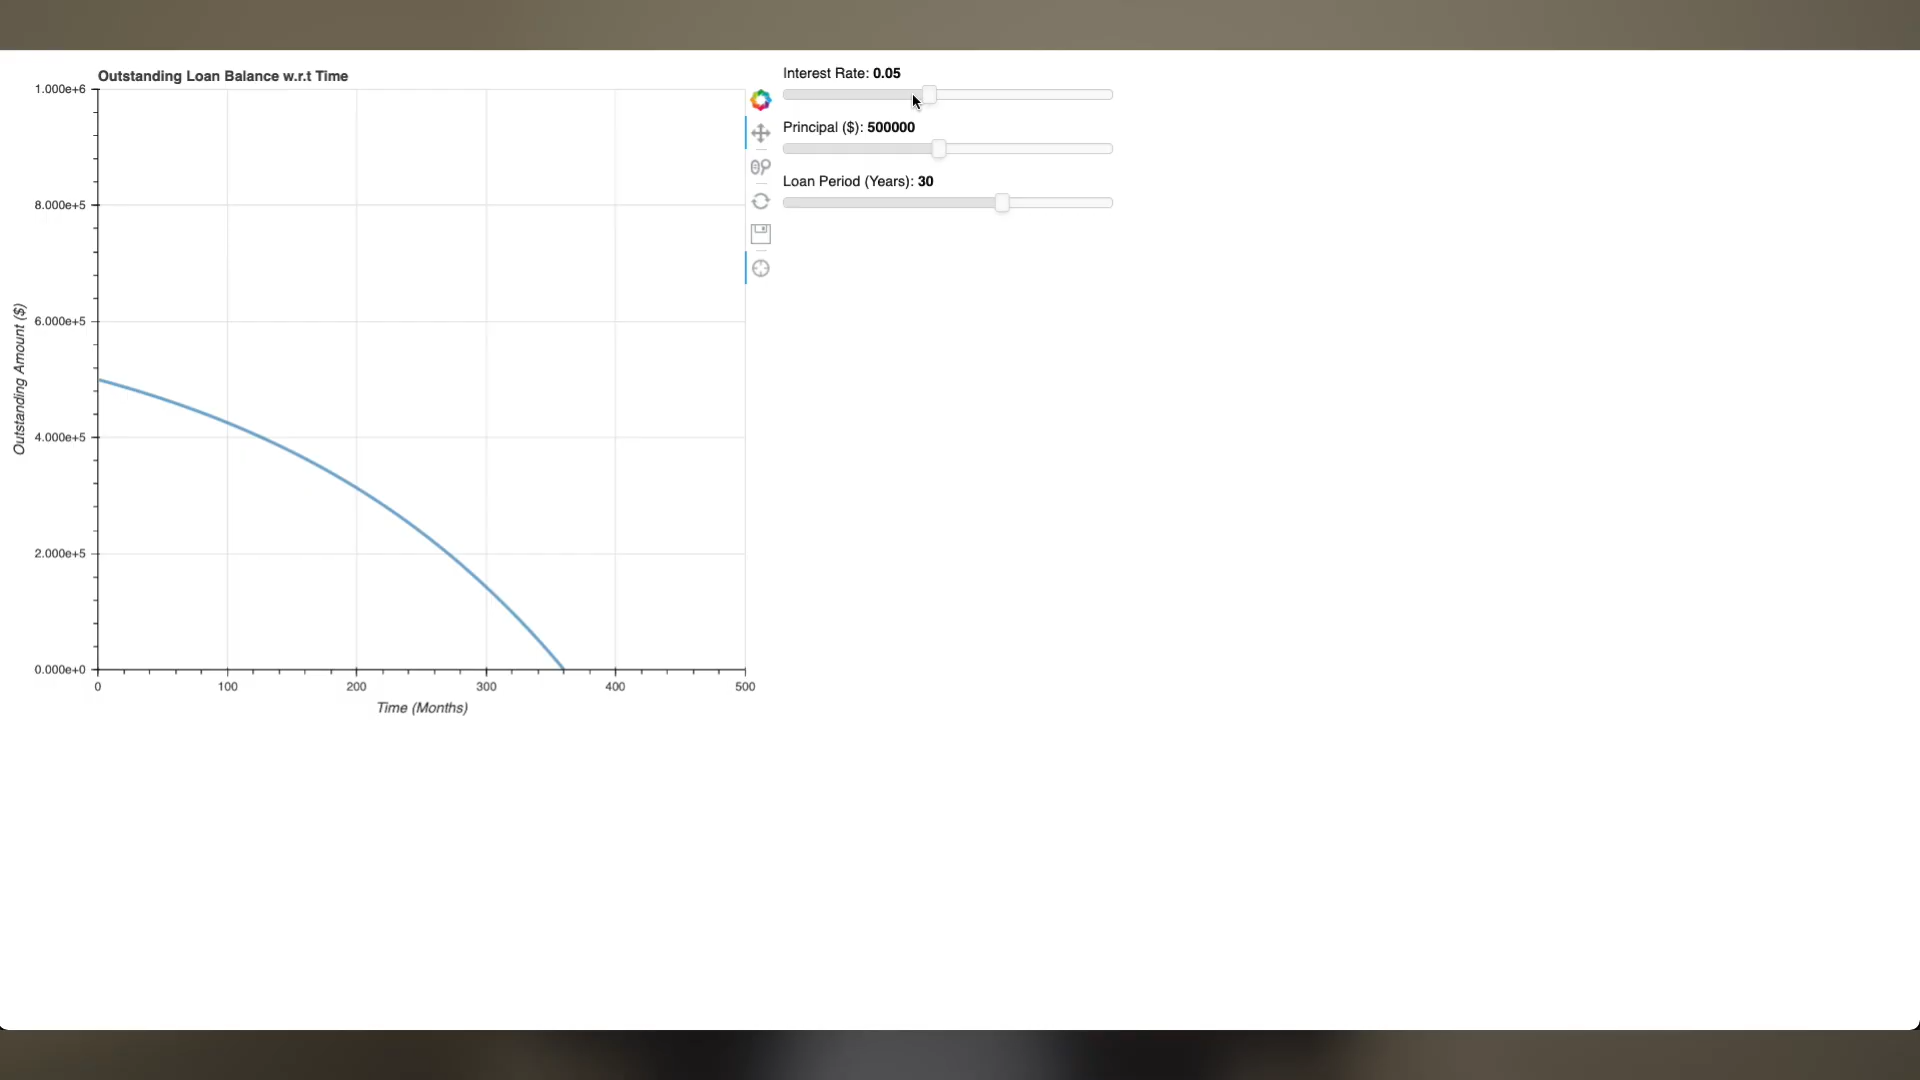 Outstanding Loan Balance w.r.t Time
1.000e+6
8.000e+5
6.000e+5
4.000e+5
2.000e+5
0.000e+0
Outstanding Amount ($)
0 100 200 300 400 500
Time (Months)
Interest Rate: 0.05
Principal ($): 500000
Loan Period (Years): 30